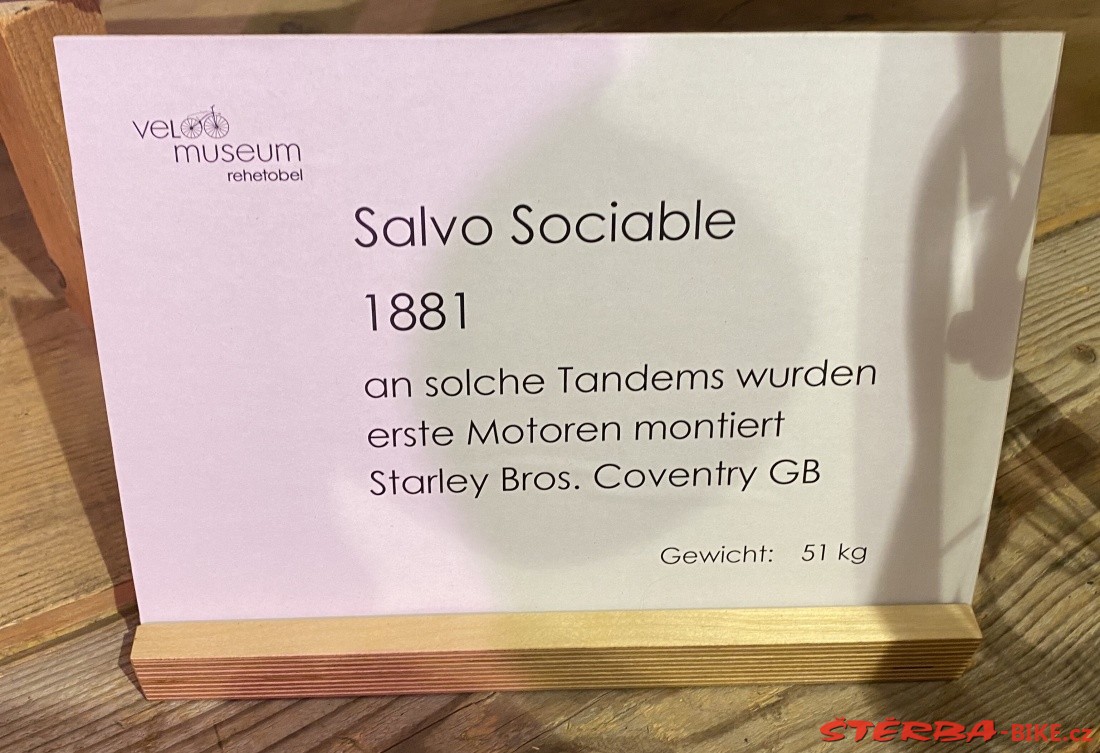 velo
museum
rehetobel
Salvo Sociable
1881
an solche Tandems wurden
erste Motoren montiert
Starley Bros. Coventry GB
Gewicht: 51 kg
ŠTĚRBA-BIKE.cz